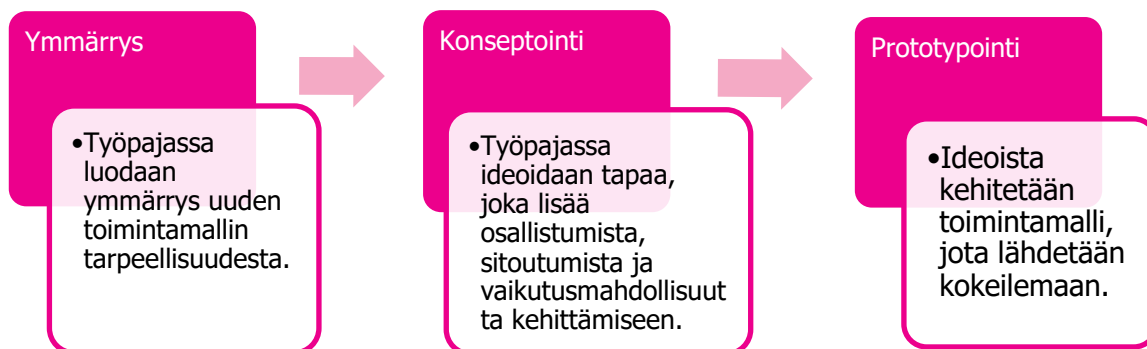 Ymmärrys
•Työpajassa
luodaan
ymmärrys uuden
toimintamallin
tarpeellisuudesta.
Konseptointi
•Työpajassa
ideoidaan tapaa,
joka lisää
osallistumista,
sitoutumista ja
vaikutusmahdollisuut
ta kehittämiseen.
Prototypointi
•Ideoista
kehitetään
toimintamalli,
jota lähdetään
kokeilemaan.